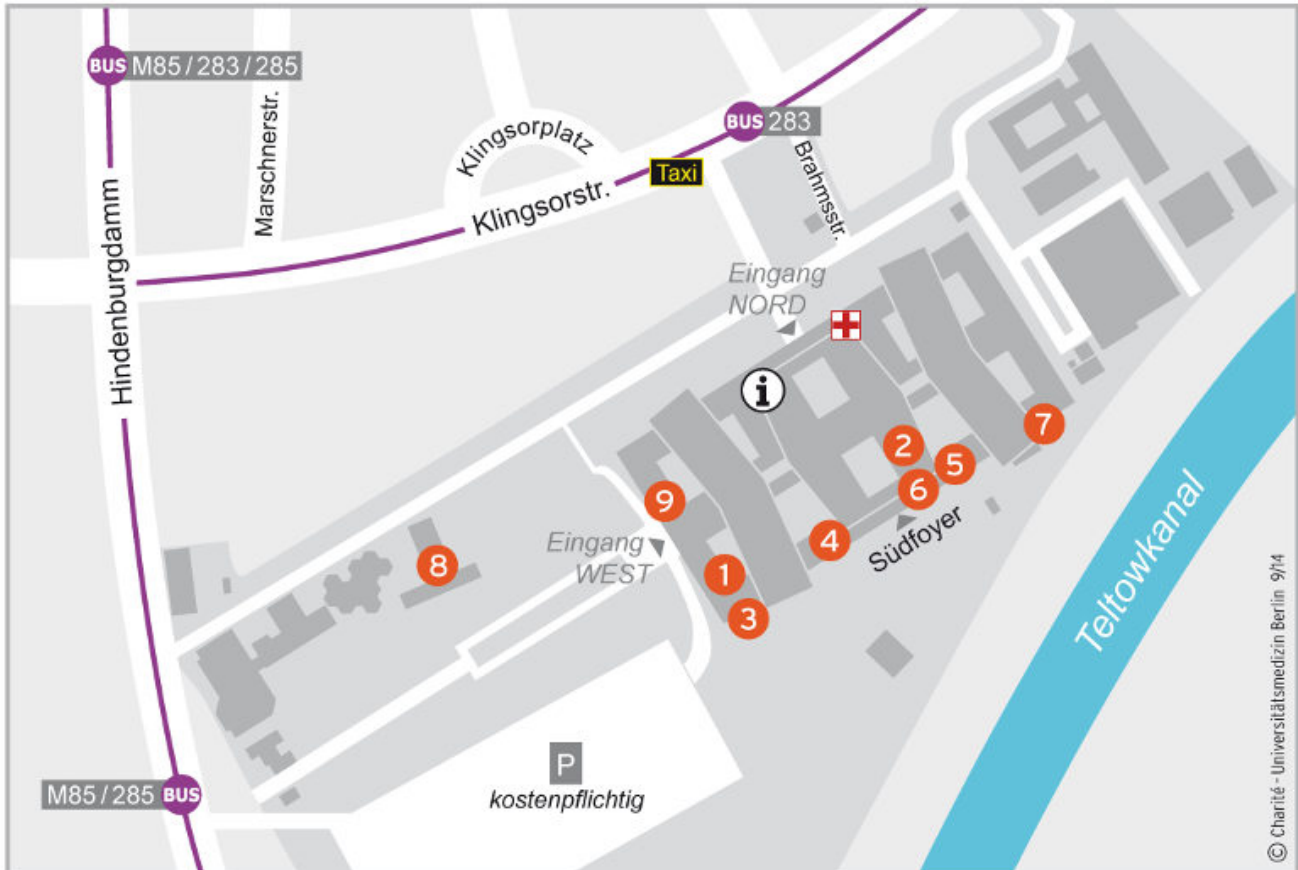 BUS M85 / 283 / 285
Marschnerstr.
Klingsorplatz
BUS 283
Taxi
Brahmsstr.
Klingsorstr.
Hindenburgdamm
Eingang
NORD
i
7
2
5
6
9
4
Südfoyer
Eingang
WEST
8
1
3
Teltowkanal
P
kostenpflichtig
M85 / 285 BUS
© Charité - Universitätsmedizin Berlin 9/14